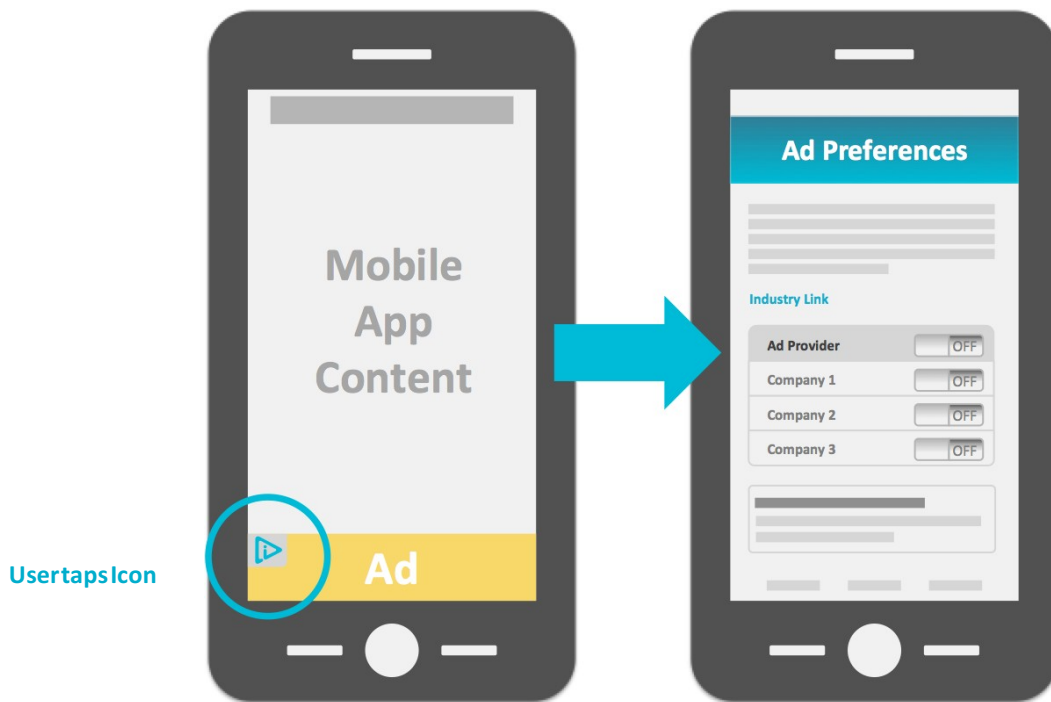 Mobile
App
Content
Ad
UsertapsIcon
Ad Preferences
Industry Link
Ad Provider OFF
Company 1 OFF
Company 2 OFF
Company 3 OFF